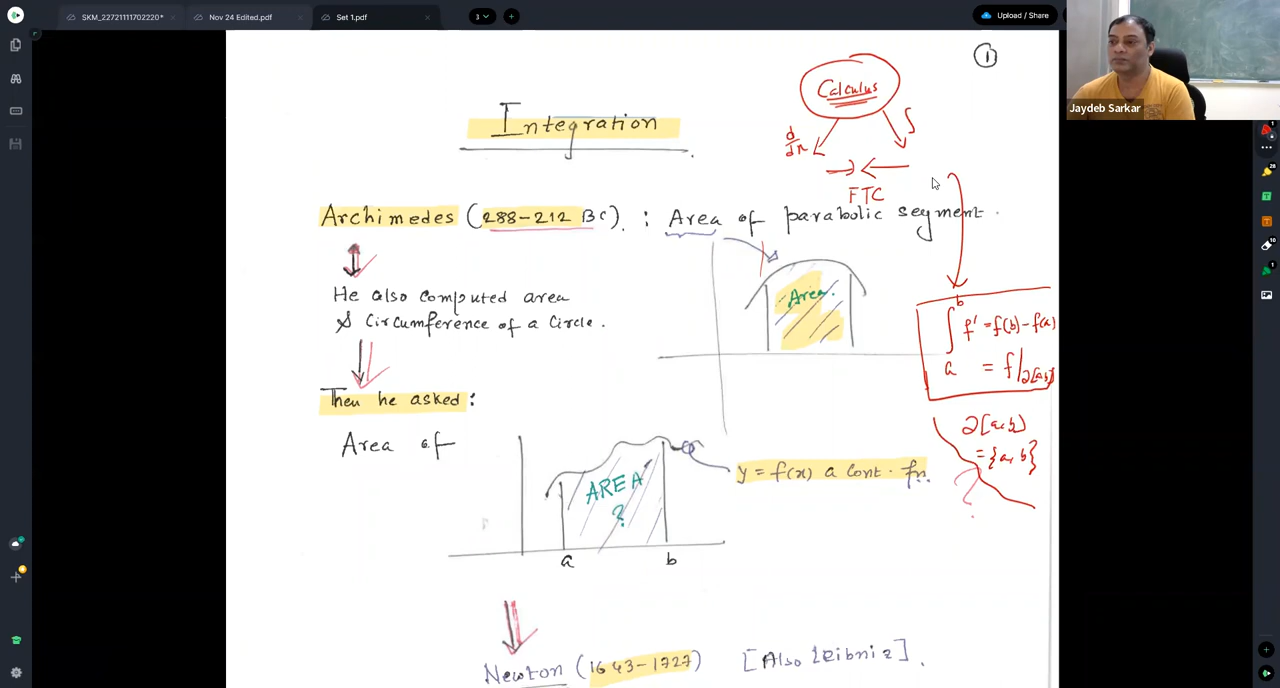 SKM_22721111702220*
Nov 24 Edited.pdf
Set 1.pdf
3
Upload / Share
Jaydeb Sarkar
1
Calculus
d/dx
∫
FTC
Integration
Archimedes (288-212 BC). : Area of parabolic segment.
He also computed area
& Circumference of a Circle.
Area.
∫ₐᵇ f' = f(b) - f(a)
= f|∂[a,b]
∂[a,b]
= {a, b}
?
Then he asked:
Area of
AREA
?
a
b
y = f(x) a cont. fn.
Newton (1643-1727) [Also Leibniz].